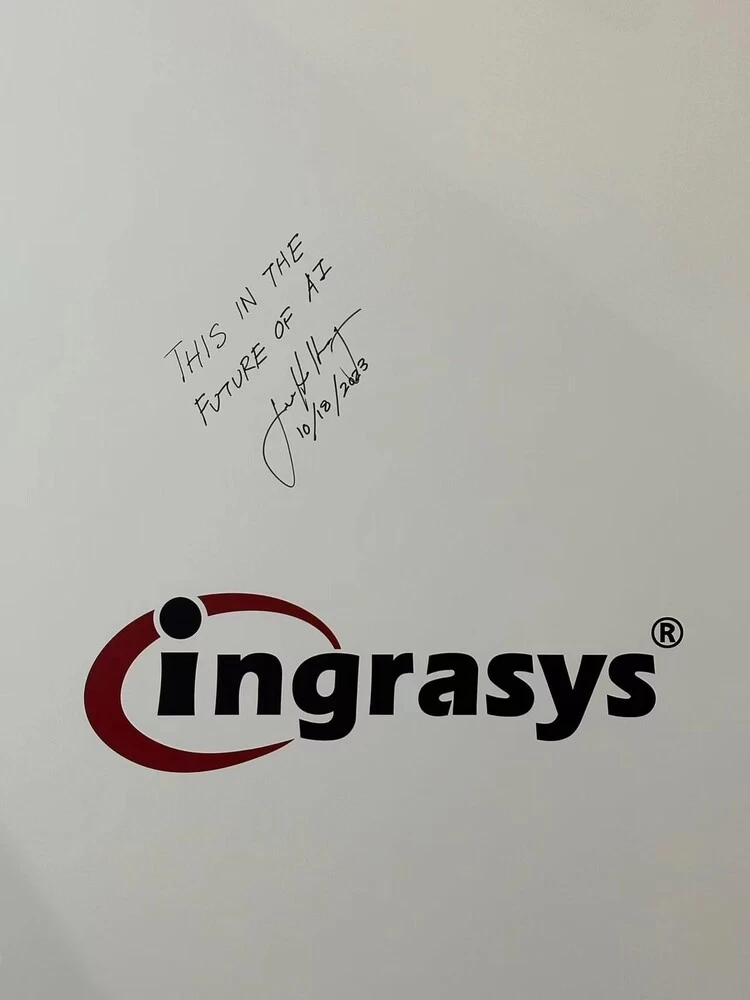 THIS IN THE
FUTURE OF AI
10/18/2023
ingrasys®